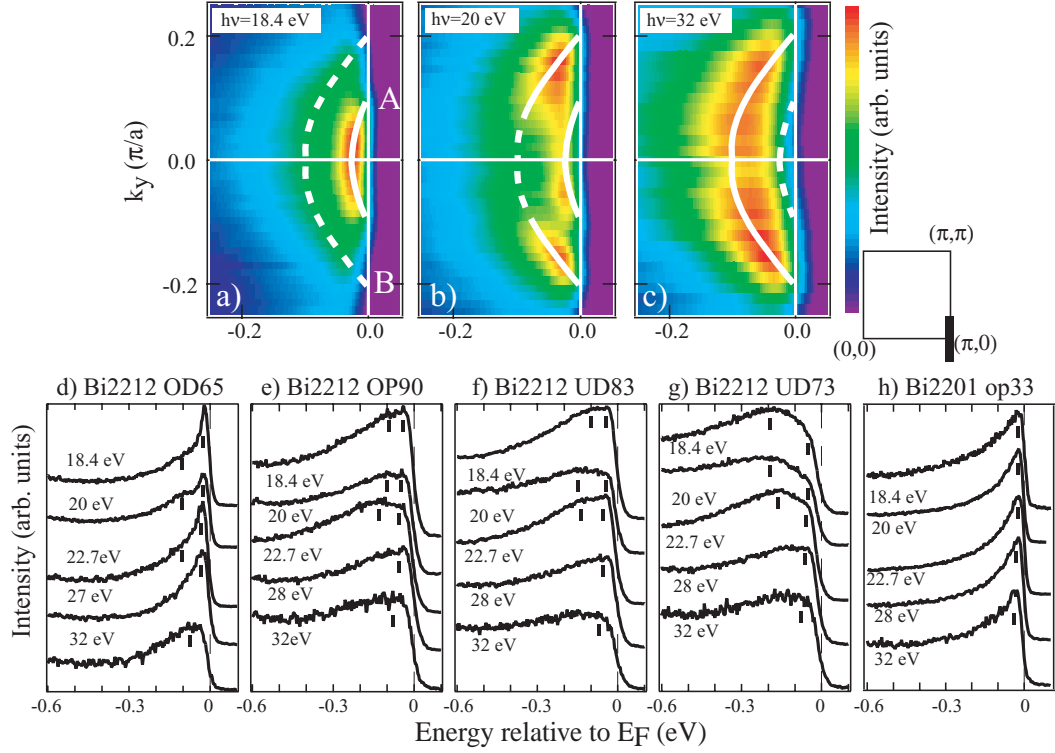 hν=18.4 eV
hν=20 eV
hν=32 eV
0.2
0.0
-0.2
k_y (π/a)
A
B
a)
b)
c)
-0.2
0.0
-0.2
0.0
-0.2
0.0
Intensity (arb. units)
(π,π)
(0,0)
(π,0)
d) Bi2212 OD65
e) Bi2212 OP90
f) Bi2212 UD83
g) Bi2212 UD73
h) Bi2201 op33
Intensity (arb. units)
18.4 eV
20 eV
22.7eV
27 eV
32 eV
18.4 eV
20 eV
22.7 eV
28 eV
32eV
18.4 eV
20 eV
22.7 eV
28 eV
32 eV
18.4 eV
20 eV
22.7 eV
28 eV
32 eV
18.4 eV
20 eV
22.7 eV
28 eV
32 eV
-0.6
-0.3
0
-0.6
-0.3
0
-0.6
-0.3
0
-0.6
-0.3
0
-0.6
-0.3
0
Energy relative to E_F (eV)